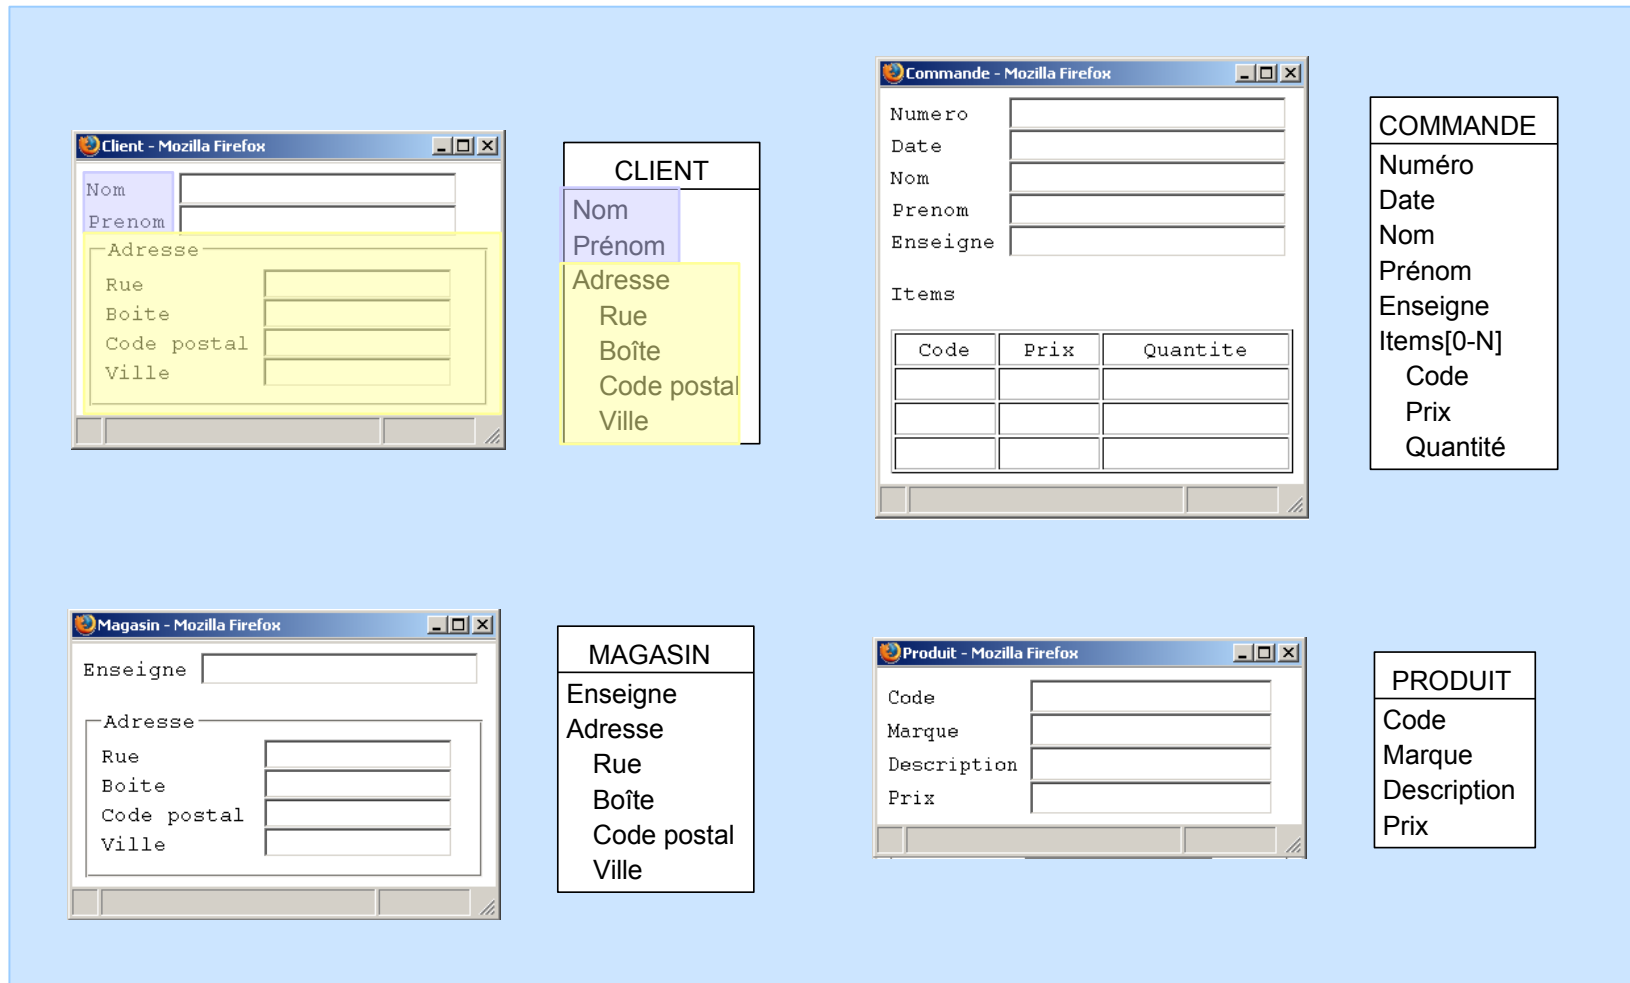 Client - Mozilla Firefox
Nom
Prenom
Adresse
Rue
Boite
Code postal
Ville
CLIENT
Nom
Prénom
Adresse
Rue
Boîte
Code postal
Ville
Commande - Mozilla Firefox
Numero
Date
Nom
Prenom
Enseigne
Items
Code Prix Quantite
COMMANDE
Numéro
Date
Nom
Prénom
Enseigne
Items[0-N]
Code
Prix
Quantité
Magasin - Mozilla Firefox
Enseigne
Adresse
Rue
Boite
Code postal
Ville
MAGASIN
Enseigne
Adresse
Rue
Boîte
Code postal
Ville
Produit - Mozilla Firefox
Code
Marque
Description
Prix
PRODUIT
Code
Marque
Description
Prix